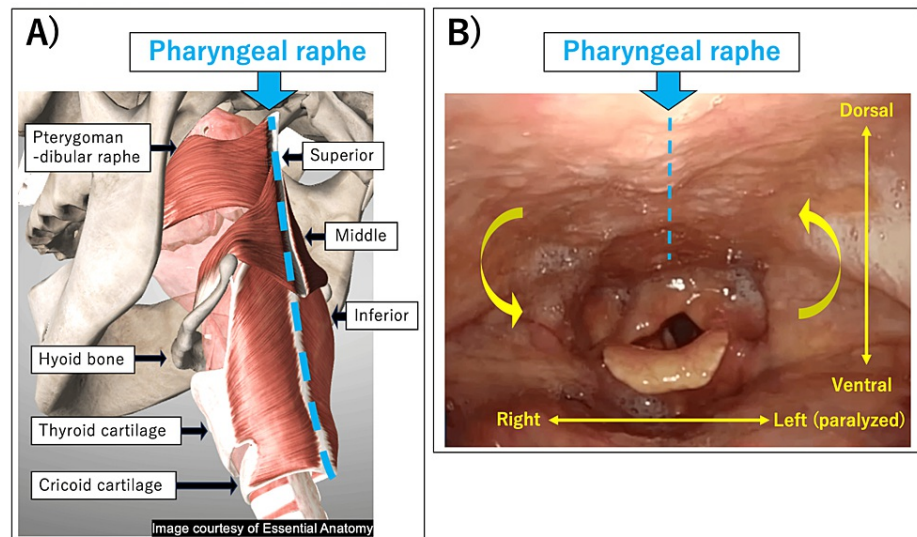 A)
Pharyngeal raphe
Pterygoman
-dibular raphe
Superior
Middle
Inferior
Hyoid bone
Thyroid cartilage
Cricoid cartilage
Image courtesy of Essential Anatomy
B)
Pharyngeal raphe
Dorsal
Ventral
Right
Left (paralyzed)